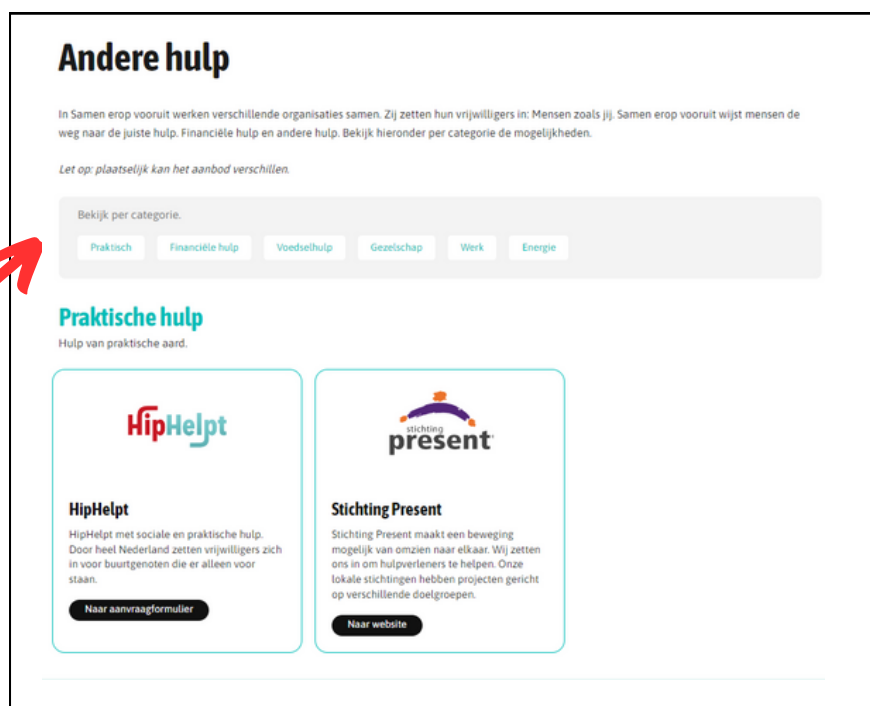 Andere hulp
In Samen erop vooruit werken verschillende organisaties samen. Zij zetten hun vrijwilligers in: Mensen zoals jij. Samen erop vooruit wijst mensen de
weg naar de juiste hulp. Financiële hulp en andere hulp. Bekijk hieronder per categorie de mogelijkheden.
Let op: plaatselijk kan het aanbod verschillen.
Bekijk per categorie.
Praktisch Financiële hulp Voedselhulp Gezelschap Werk Energie
Praktische hulp
Hulp van praktische aard.
HipHelpt
HipHelpt
HipHelpt met sociale en praktische hulp.
Door heel Nederland zetten vrijwilligers zich
in voor buurtgenoten die er alleen voor
staan.
Naar aanvraagformulier
stichting
present
Stichting Present
Stichting Present maakt een beweging
mogelijk van omzien naar elkaar. Wij zetten
ons in om hulpverleners te helpen. Onze
lokale stichtingen hebben projecten gericht
op verschillende doelgroepen.
Naar website